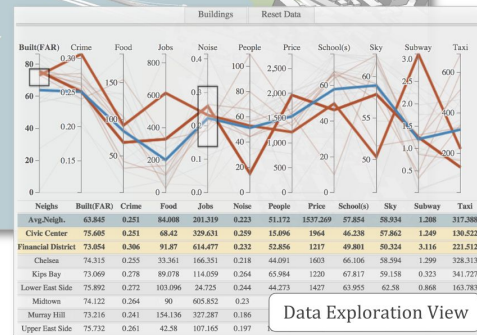 Buildings Reset Data
Built(FAR) Crime Food Jobs Noise People Price School(s) Sky Subway Taxi
80 60 40 20 0
0.30 0.25 0.20 0.15
150 100 50
800 600 400 200 0
0.4 0.3 0.2 0.1 0.0
100 80 60 40 20 0
2,000 1,500 1,000 500 0
60 40 20 0
60 55 50
3.0 2.5 2.0 1.5 1.0 0.5
600 400 200
Neighs Built(FAR) Crime Food Jobs Noise People Price School(s) Sky Subway Taxi
Avg.Neigh. 63.845 0.251 84.008 201.319 0.223 51.172 1537.269 57.854 58.934 1.208 317.388
Civic Center 75.605 0.251 68.42 329.631 0.259 15.096 1964 46.238 57.862 1.249 130.522
Financial District 73.054 0.306 91.87 614.477 0.232 52.856 1217 49.801 50.324 3.116 221.512
Chelsea 74.315 0.255 33.361 166.351 0.218 44.091 1603 66.106 58.594 1.299 328.313
Kips Bay 73.069 0.278 89.078 114.059 0.264 65.984 1220 67.817 59.158 0.323 341.727
Lower East Side 75.892 0.272 103.096 24.725 0.244 44.273 1427 63.955 62.58 0.868 163.783
Midtown 74.122 0.264 90 605.852 0.23
Murray Hill 73.216 0.241 154.136 327.287 0.186
Upper East Side 75.732 0.261 42.58 107.165 0.197
Data Exploration View